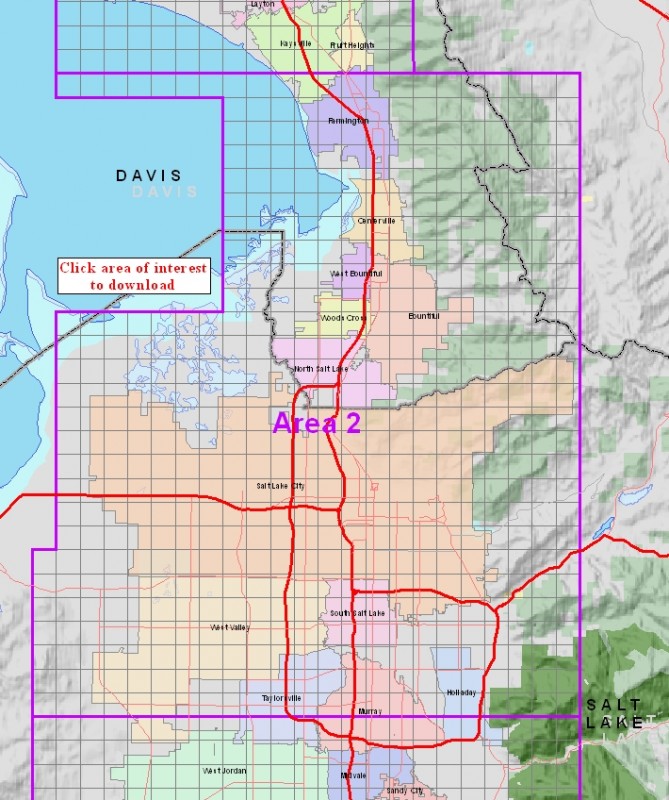 Layton
Kaysville
Fruit Heights
Farmington
DAVIS
DAVIS
Centerville
Click area of interest
to download
West Bountiful
Woods Cross
Bountiful
North Salt Lake
Area 2
Salt Lake City
South Salt Lake
West Valley
Taylorsville
Holladay
Murray
SALT
LAKE
West Jordan
Midvale
Sandy City